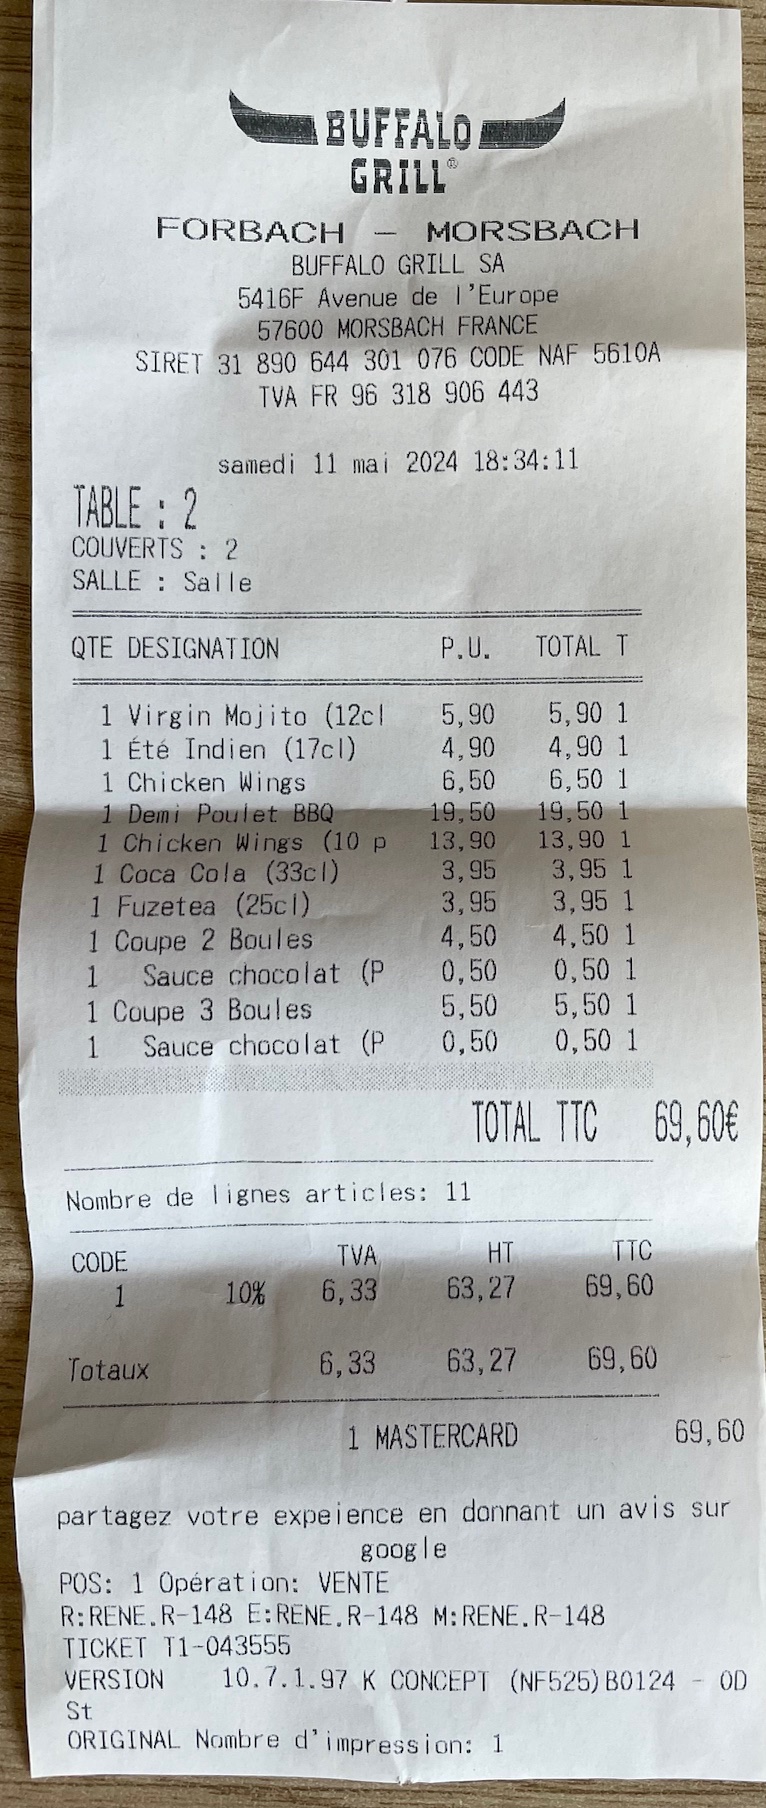 BUFFALO
GRILL®
FORBACH - MORSBACH
BUFFALO GRILL SA
5416F Avenue de l'Europe
57600 MORSBACH FRANCE
SIRET 31 890 644 301 076 CODE NAF 5610A
TVA FR 96 318 906 443
samedi 11 mai 2024 18:34:11
TABLE : 2
COUVERTS : 2
SALLE : Salle
QTE DESIGNATION P.U. TOTAL T
1 Virgin Mojito (12cl 5,90 5,90 1
1 Été Indien (17cl) 4,90 4,90 1
1 Chicken Wings 6,50 6,50 1
1 Demi Poulet BBQ 19,50 19,50 1
1 Chicken Wings (10 p 13,90 13,90 1
1 Coca Cola (33cl) 3,95 3,95 1
1 Fuzetea (25cl) 3,95 3,95 1
1 Coupe 2 Boules 4,50 4,50 1
1 Sauce chocolat (P 0,50 0,50 1
1 Coupe 3 Boules 5,50 5,50 1
1 Sauce chocolat (P 0,50 0,50 1
TOTAL TTC 69,60€
Nombre de lignes articles: 11
CODE TVA HT TTC
1 10% 6,33 63,27 69,60
Totaux 6,33 63,27 69,60
1 MASTERCARD 69,60
partagez votre expeience en donnant un avis sur
google
POS: 1 Opération: VENTE
R:RENE.R-148 E:RENE.R-148 M:RENE.R-148
TICKET T1-043555
VERSION 10.7.1.97 K CONCEPT (NF525)B0124 - OD
St
ORIGINAL Nombre d'impression: 1